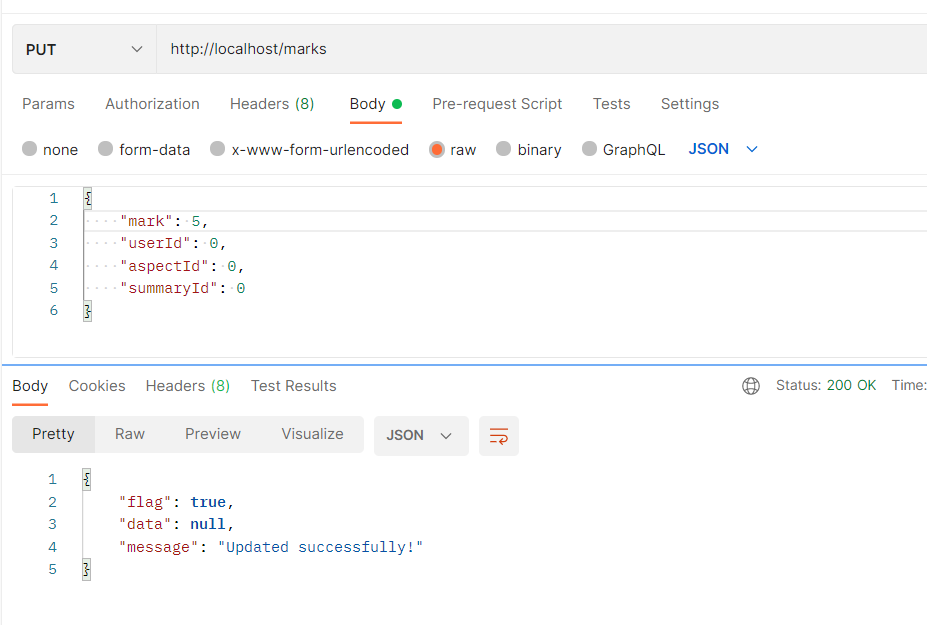 PUT http://localhost/marks
Params Authorization Headers (8) Body Pre-request Script Tests Settings
none form-data x-www-form-urlencoded raw binary GraphQL JSON
1 {
2 "mark": 5,
3 "userId": 0,
4 "aspectId": 0,
5 "summaryId": 0
6 }
Body Cookies Headers (8) Test Results Status: 200 OK Time:
Pretty Raw Preview Visualize JSON
1 {
2 "flag": true,
3 "data": null,
4 "message": "Updated successfully!"
5 }